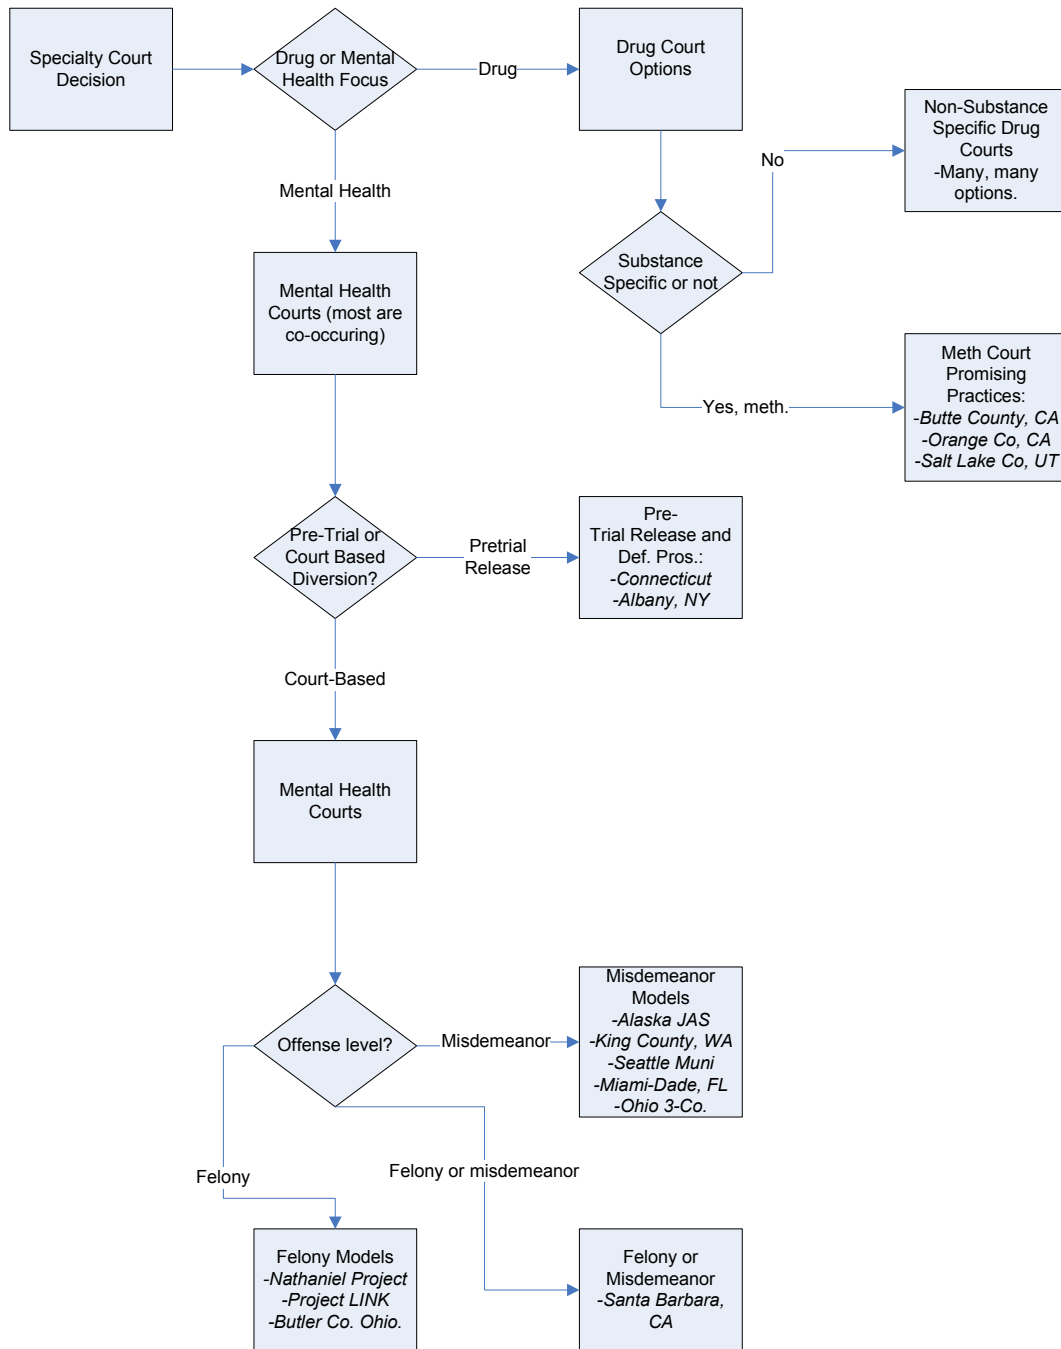 Specialty Court
Decision
Drug or Mental
Health Focus
Drug
Drug Court
Options
Non-Substance
Specific Drug
Courts
-Many, many
options.
No
Mental Health
Substance
Specific or not
Mental Health
Courts (most are
co-occuring)
Yes, meth.
Meth Court
Promising
Practices:
-Butte County, CA
-Orange Co, CA
-Salt Lake Co, UT
Pre-Trial or
Court Based
Diversion?
Pretrial
Release
Pre-
Trial Release and
Def. Pros.:
-Connecticut
-Albany, NY
Court-Based
Mental Health
Courts
Offense level?
Misdemeanor
Misdemeanor
Models
-Alaska JAS
-King County, WA
-Seattle Muni
-Miami-Dade, FL
-Ohio 3-Co.
Felony
Felony or misdemeanor
Felony Models
-Nathaniel Project
-Project LINK
-Butler Co. Ohio.
Felony or
Misdemeanor
-Santa Barbara,
CA